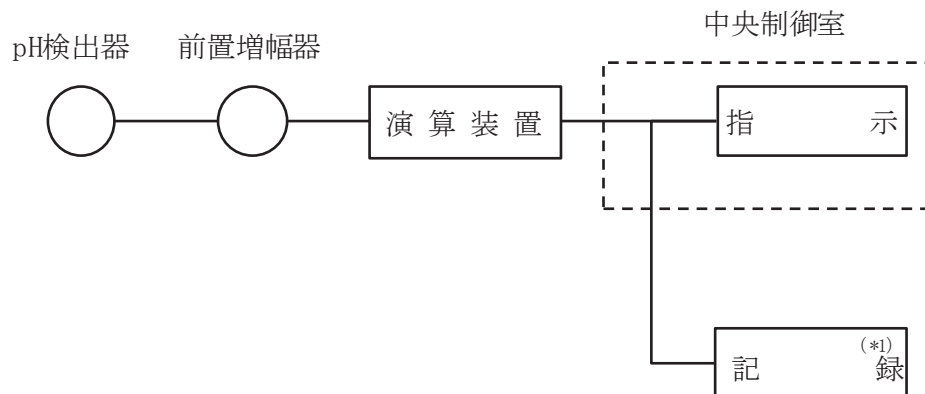 中央制御室
pH検出器
前置増幅器
演算装置
指示
記録(*1)